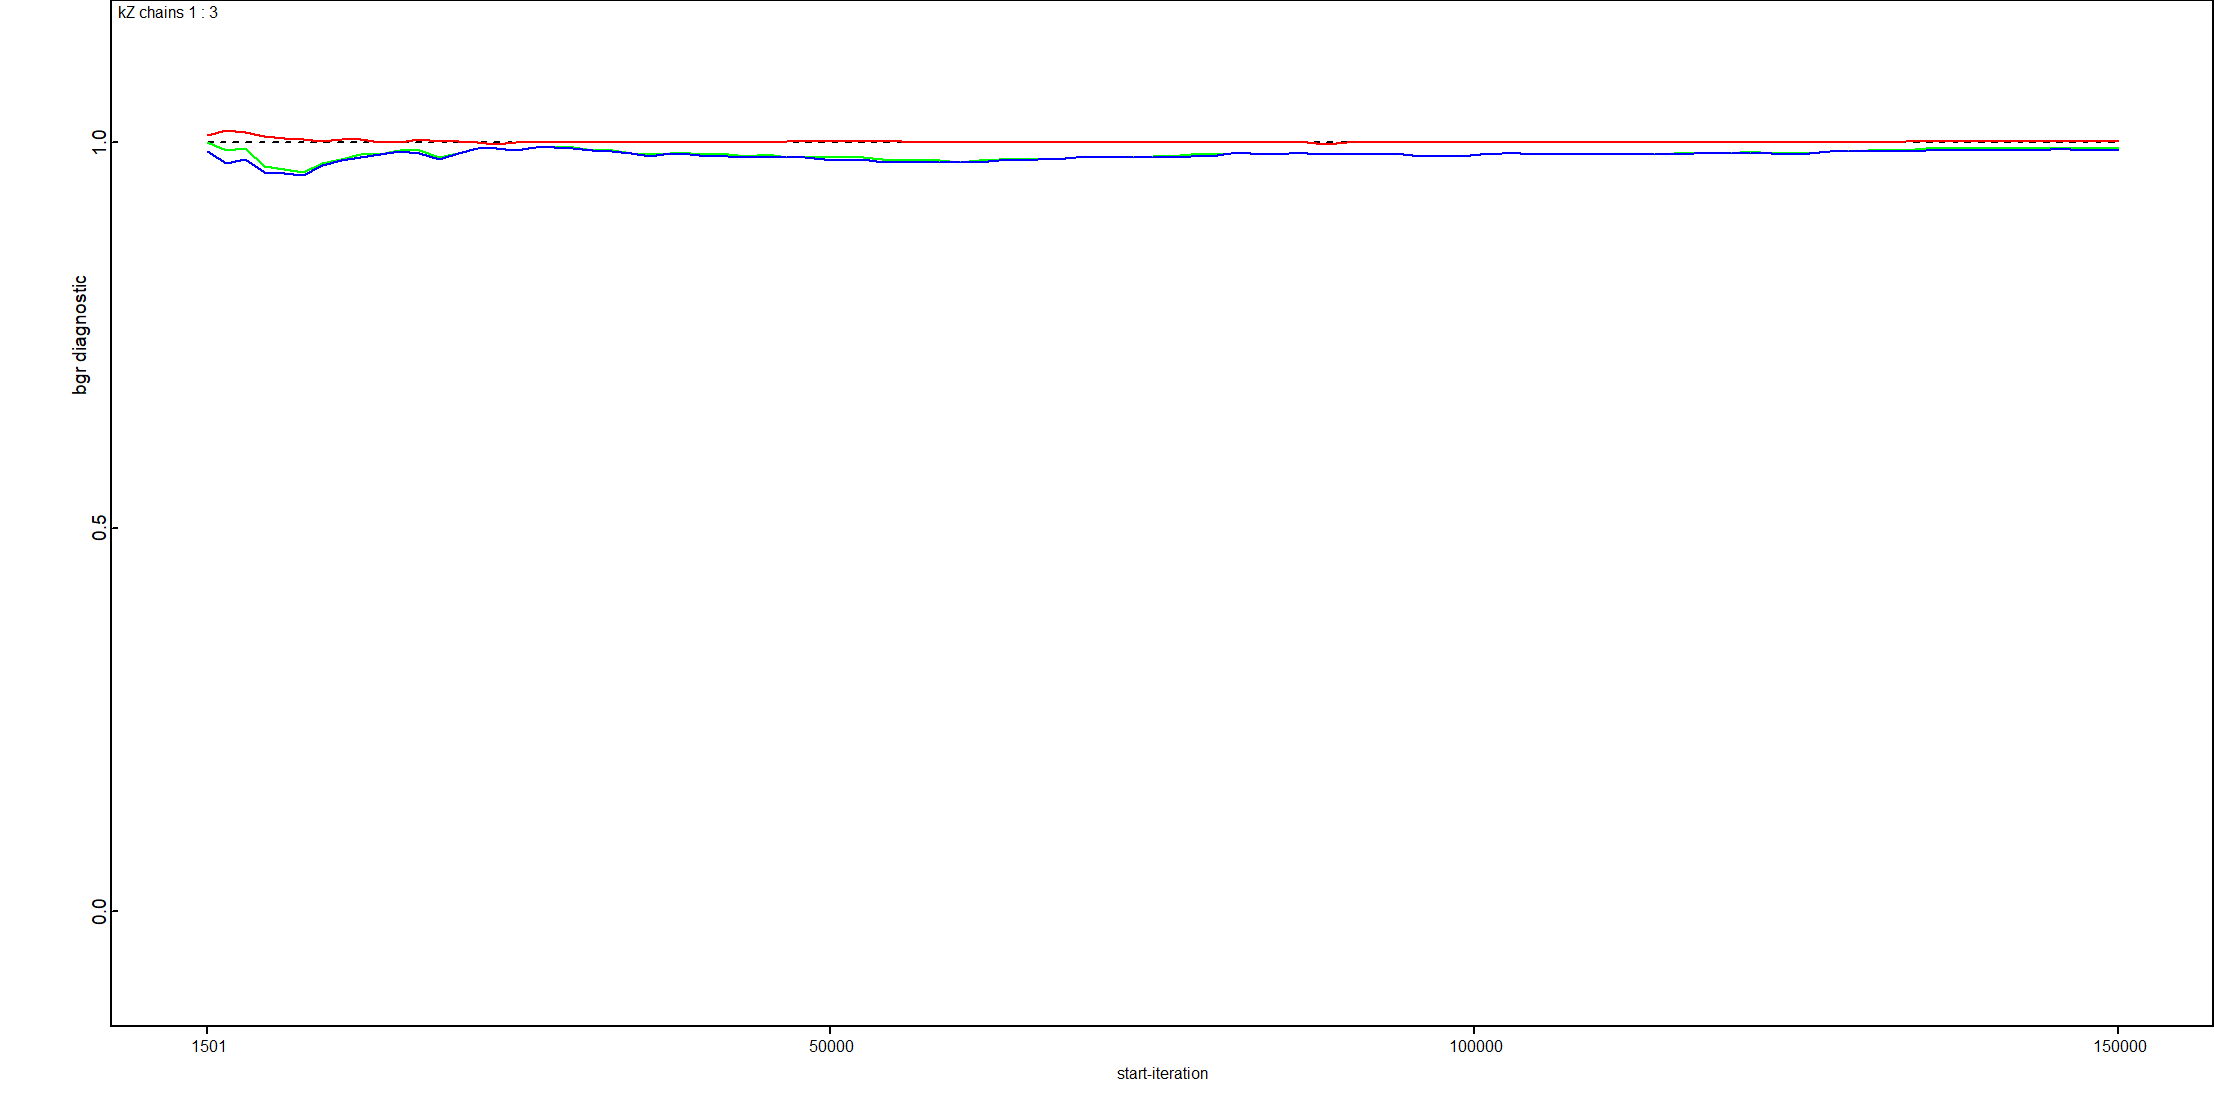 kZ chains 1 : 3
1.0
0.5
0.0
bgr diagnostic
1501 50000 100000 150000
start-iteration